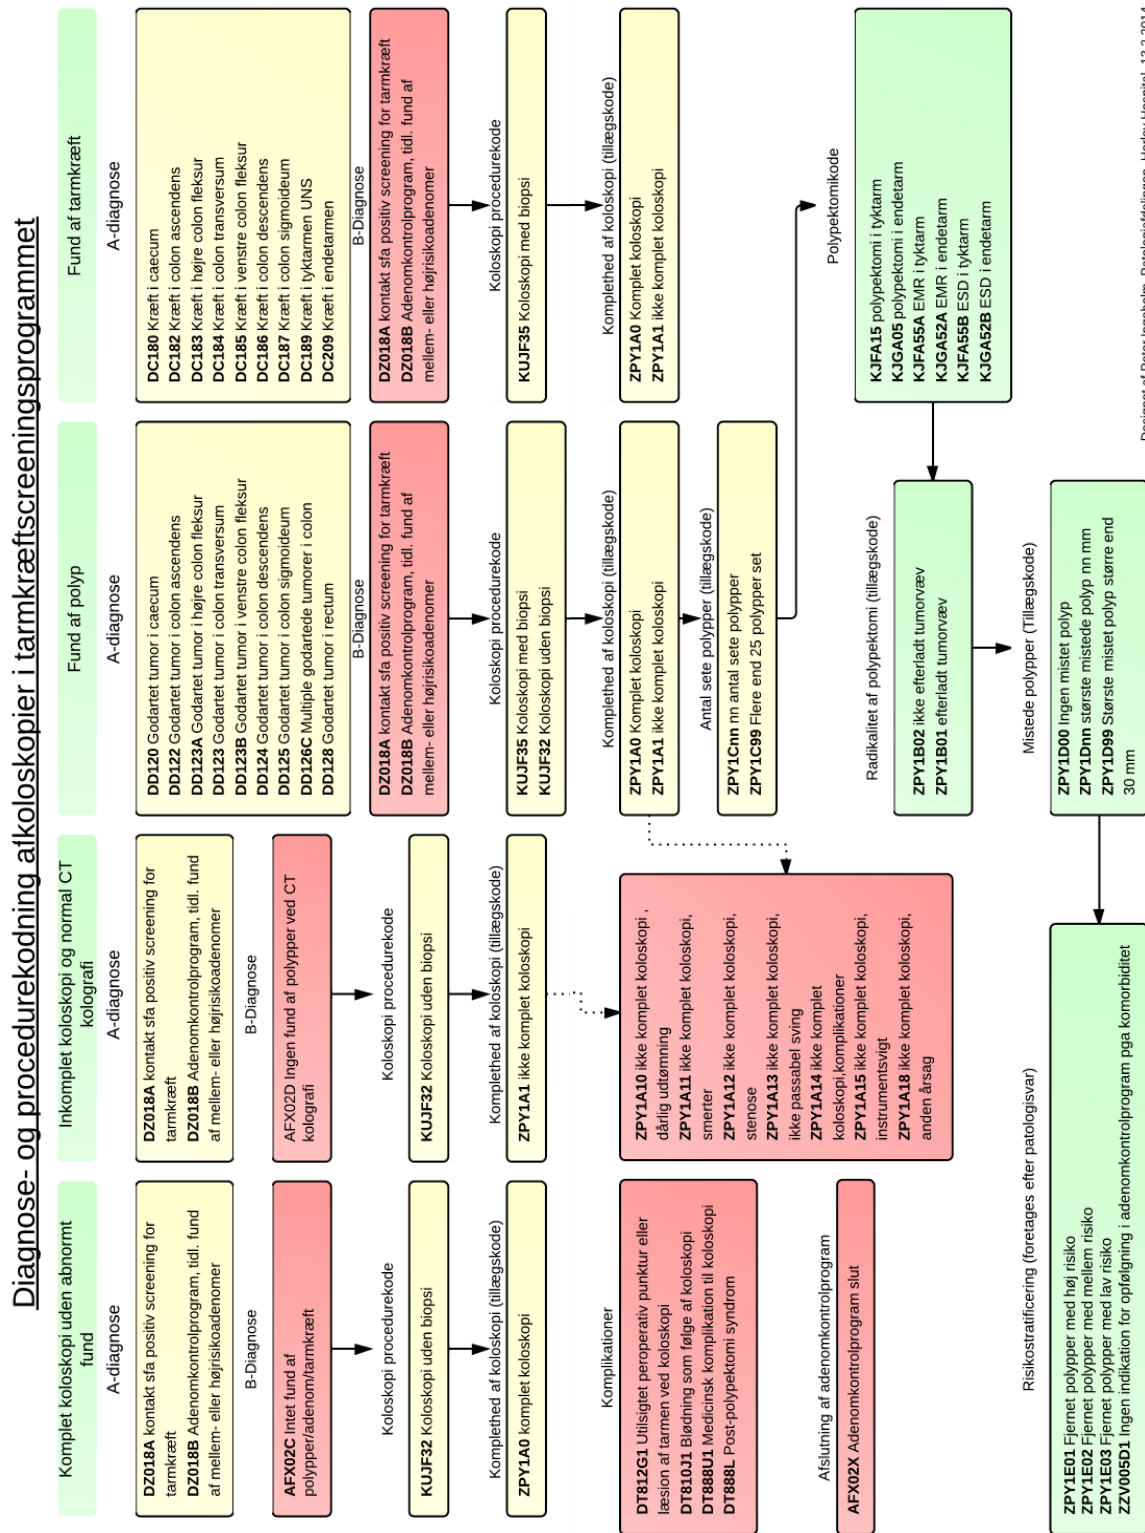 Diagnose- og procedurekodning afkoloskopier i tarmkræftscreeningsprogrammet
Komplet koloskopi uden abnormt
fund
A-diagnose
DZ018A kontakt sfa positiv screening for
tarmkræft
DZ018B Adenomkontrolprogram, tidl. fund
af mellem- eller højrisikoadenomer
B-Diagnose
AFX02C Intet fund af
polypper/adenom/tarmkræft
Koloskopi procedurekode
KUJF32 Koloskopi uden biopsi
Komplethed af koloskopi (tillægskode)
ZPY1A0 komplet koloskopi
Komplikationer
DT812G1 Utilsigtet peroperativ punktur eller
læsion af tarmen ved koloskopi
DT810J1 Blødning som følge af koloskopi
DT888U1 Medicinsk komplikation til koloskopi
DT888L Post-polypektomi syndrom
Afslutning af adenomkontrolprogram
AFX02X Adenomkontrolprogram slut
Inkomplet koloskopi og normal CT
kolografi
A-diagnose
DZ018A kontakt sfa positiv screening for
tarmkræft
DZ018B Adenomkontrolprogram, tidl. fund
af mellem- eller højrisikoadenomer
B-Diagnose
AFX02D Ingen fund af polypper ved CT
kolografi
Koloskopi procedurekode
KUJF32 Koloskopi uden biopsi
Komplethed af koloskopi (tillægskode)
ZPY1A1 ikke komplet koloskopi
ZPY1A10 ikke komplet koloskopi ,
dårlig udtømning
ZPY1A11 ikke komplet koloskopi,
smerter
ZPY1A12 ikke komplet koloskopi,
stenose
ZPY1A13 ikke komplet koloskopi,
ikke passabel sving
ZPY1A14 ikke komplet
koloskopi,komplikationer
ZPY1A15 ikke komplet koloskopi,
instrumentsvigt
ZPY1A18 ikke komplet koloskopi,
anden årsag
Fund af polyp
A-diagnose
DD120 Godartet tumor i caecum
DD122 Godartet tumor i colon ascendens
DD123A Godartet tumor i højre colon fleksur
DD123 Godartet tumor i colon transversum
DD123B Godartet tumor i venstre colon fleksur
DD124 Godartet tumor i colon descendens
DD125 Godartet tumor i colon sigmoideum
DD126C Multiple godartede tumorer i colon
DD128 Godartet tumor i rectum
B-Diagnose
DZ018A kontakt sfa positiv screening for tarmkræft
DZ018B Adenomkontrolprogram, tidl. fund af
mellem- eller højrisikoadenomer
Koloskopi procedurekode
KUJF35 Koloskopi med biopsi
KUJF32 Koloskopi uden biopsi
Komplethed af koloskopi (tillægskode)
ZPY1A0 Komplet koloskopi
ZPY1A1 ikke komplet koloskopi
Antal sete polypper (tillægskode)
ZPY1Cnn nn antal sete polypper
ZPY1C99 Flere end 25 polypper set
Fund af tarmkræft
A-diagnose
DC180 Kræft i caecum
DC182 Kræft i colon ascendens
DC183 Kræft i højre colon fleksur
DC184 Kræft i colon transversum
DC185 Kræft i venstre colon fleksur
DC186 Kræft i colon descendens
DC187 Kræft i colon sigmoideum
DC189 Kræft i tyktarmen UNS
DC209 Kræft i endetarmen
B-Diagnose
DZ018A kontakt sfa positiv screening for tarmkræft
DZ018B Adenomkontrolprogram, tidl. fund af
mellem- eller højrisikoadenomer
Koloskopi procedurekode
KUJF35 Koloskopi med biopsi
Komplethed af koloskopi (tillægskode)
ZPY1A0 Komplet koloskopi
ZPY1A1 ikke komplet koloskopi
Polypektomikode
KJFA15 polypektomi i tyktarm
KJGA05 polypektomi i endetarm
KJFA55A EMR i tyktarm
KJGA52A EMR i endetarm
KJFA55B ESD i tyktarm
KJGA52B ESD i endetarm
Radikalitet af polypektomi (tillægskode)
ZPY1B02 ikke efterladt tumorvæv
ZPY1B01 efterladt tumorvæv
Mistede polypper (Tillægskode)
ZPY1D00 Ingen mistet polyp
ZPY1Dnn største mistede polyp nn mm
ZPY1D99 Største mistet polyp større end
30 mm
Risikostratificering (foretages efter patologisvar)
ZPY1E01 Fjernet polypper med høj risiko
ZPY1E02 Fjernet polypper med mellem risiko
ZPY1E03 Fjernet polypper med lav risiko
ZZV005D1 Ingen indikation for opfølgning i adenomkontrolprogram pga komorbiditet